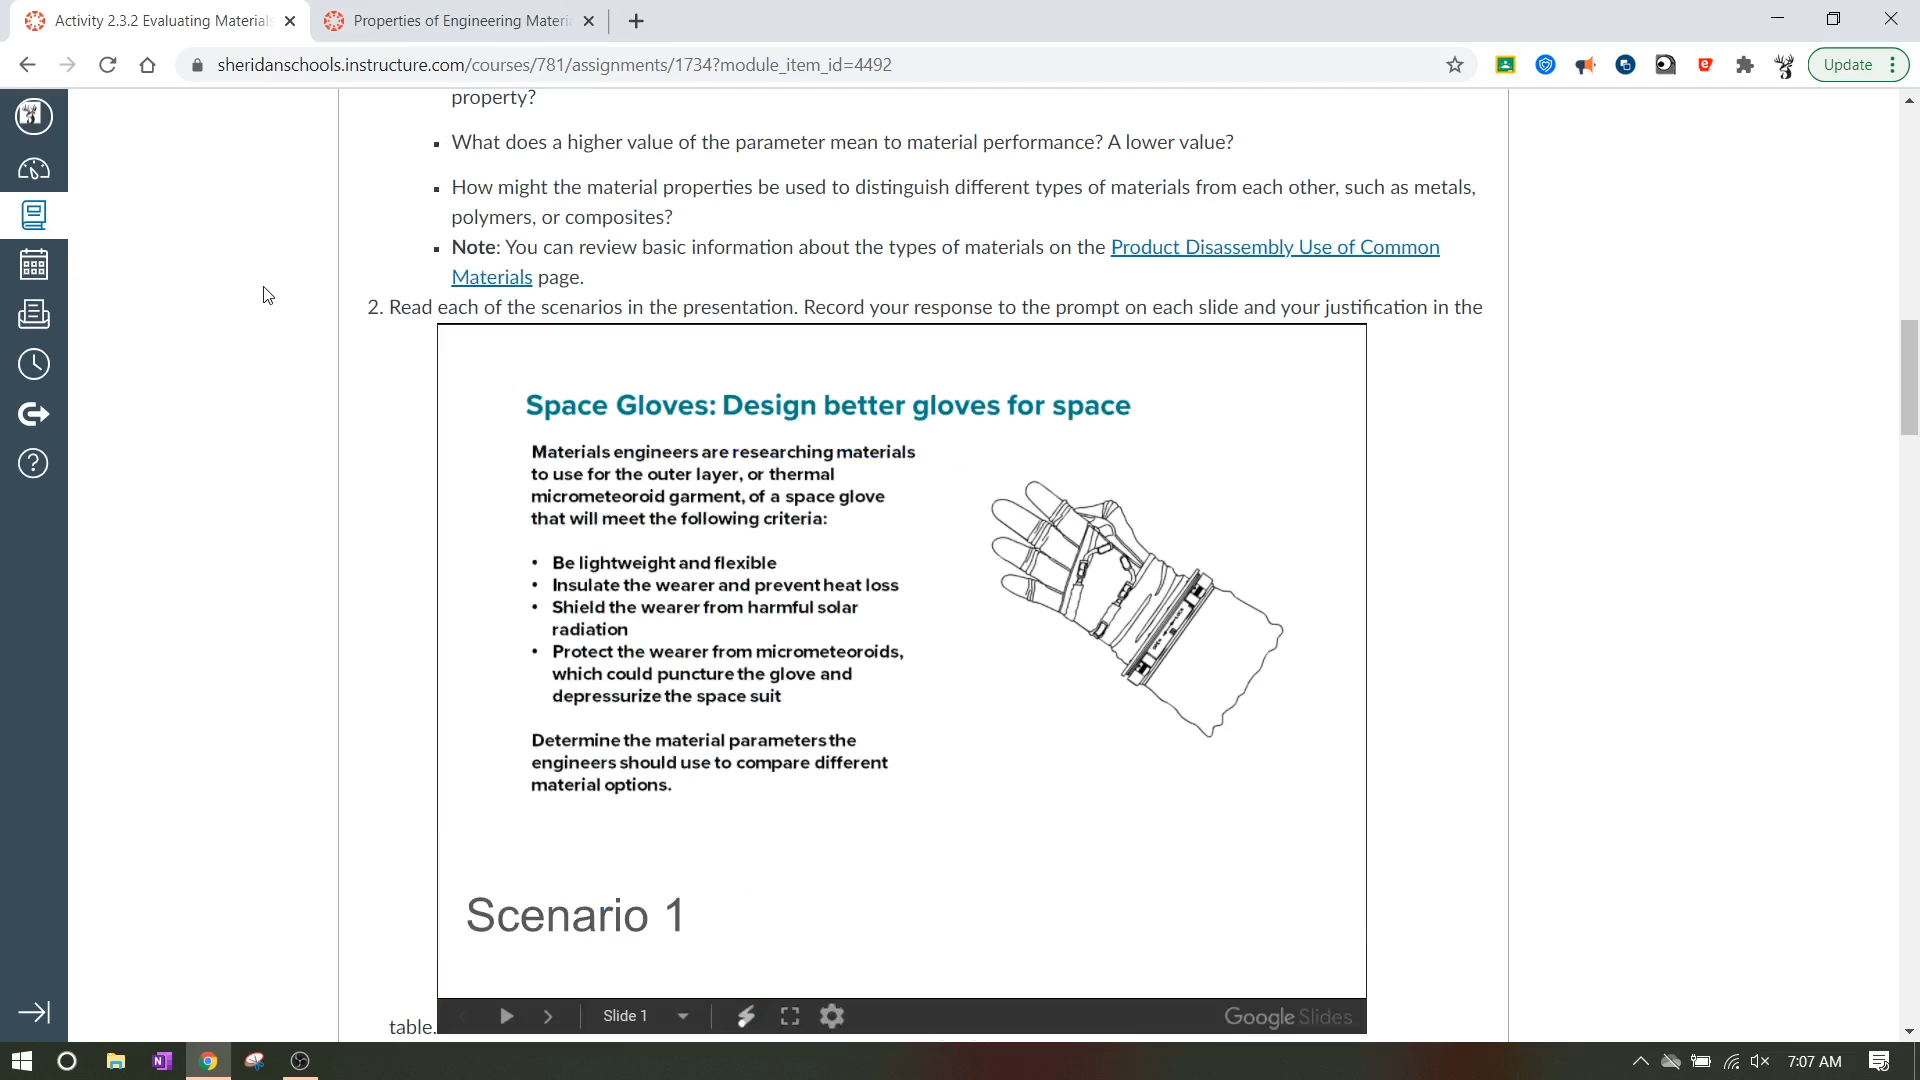 Activity 2.3.2 Evaluating Materials
Properties of Engineering Materi
sheridanschools.instructure.com/courses/781/assignments/1734?module_item_id=4492
Update
property?
What does a higher value of the parameter mean to material performance? A lower value?
How might the material properties be used to distinguish different types of materials from each other, such as metals,
polymers, or composites?
Note: You can review basic information about the types of materials on the Product Disassembly Use of Common
Materials page.
2. Read each of the scenarios in the presentation. Record your response to the prompt on each slide and your justification in the
Space Gloves: Design better gloves for space
Materials engineers are researching materials
to use for the outer layer, or thermal
micrometeoroid garment, of a space glove
that will meet the following criteria:
• Be lightweight and flexible
• Insulate the wearer and prevent heat loss
• Shield the wearer from harmful solar
radiation
• Protect the wearer from micrometeoroids,
which could puncture the glove and
depressurize the space suit
Determine the material parameters the
engineers should use to compare different
material options.
Scenario 1
Slide 1
Google Slides
table.
7:07 AM